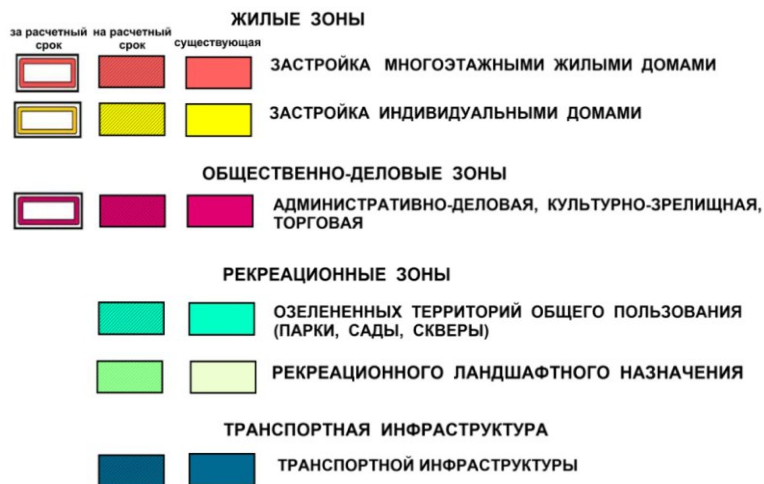 ЖИЛЫЕ ЗОНЫ
за расчетный срок
на расчетный срок
существующая
ЗАСТРОЙКА МНОГОЭТАЖНЫМИ ЖИЛЫМИ ДОМАМИ
ЗАСТРОЙКА ИНДИВИДУАЛЬНЫМИ ДОМАМИ
ОБЩЕСТВЕННО-ДЕЛОВЫЕ ЗОНЫ
АДМИНИСТРАТИВНО-ДЕЛОВАЯ, КУЛЬТУРНО-ЗРЕЛИЩНАЯ,
ТОРГОВАЯ
РЕКРЕАЦИОННЫЕ ЗОНЫ
ОЗЕЛЕНЕННЫХ ТЕРРИТОРИЙ ОБЩЕГО ПОЛЬЗОВАНИЯ
(ПАРКИ, САДЫ, СКВЕРЫ)
РЕКРЕАЦИОННОГО ЛАНДШАФТНОГО НАЗНАЧЕНИЯ
ТРАНСПОРТНАЯ ИНФРАСТРУКТУРА
ТРАНСПОРТНОЙ ИНФРАСТРУКТУРЫ